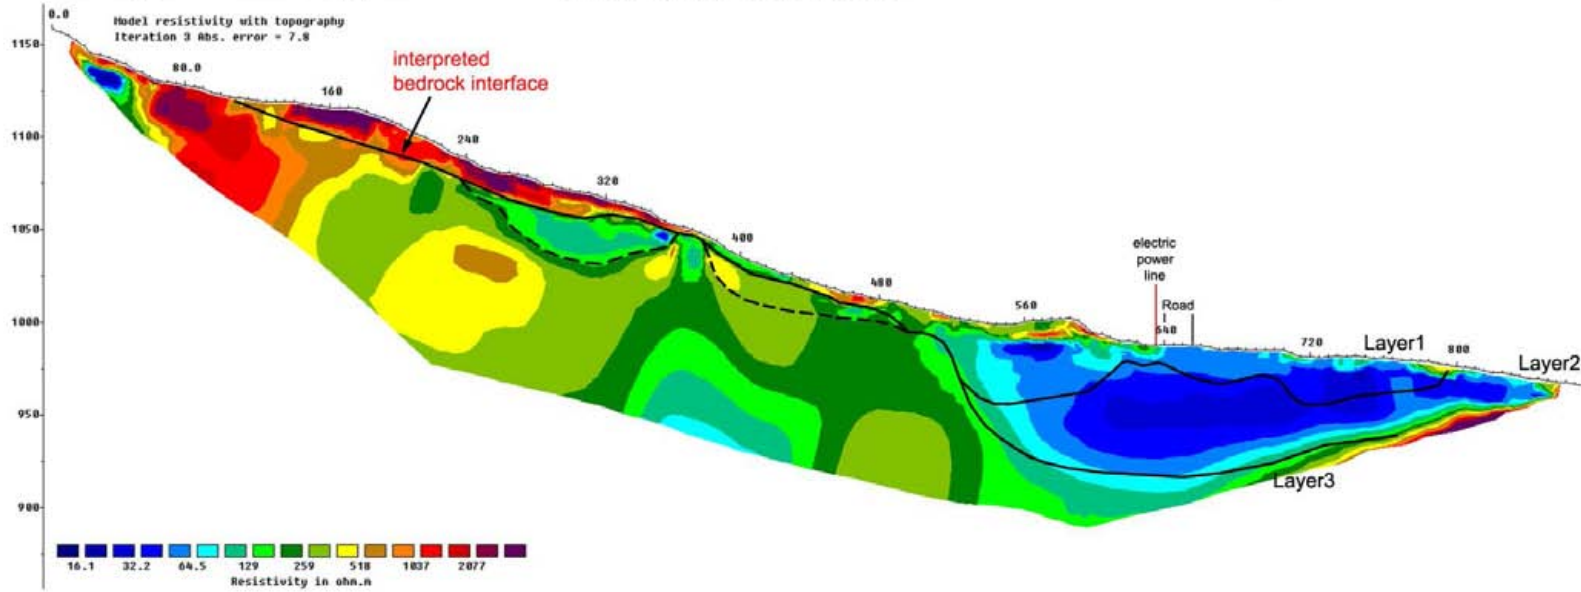 0.0
Model resistivity with topography
Iteration 3 Abs. error = 7.8
1150
80.0
interpreted
bedrock interface
160
1100
240
320
1050
400
electric
power
line
480
560
Road
1000
640
720
Layer1
800
Layer2
950
Layer3
900
16.1 32.2 64.5 129 259 518 1037 2077
Resistivity in ohm.m